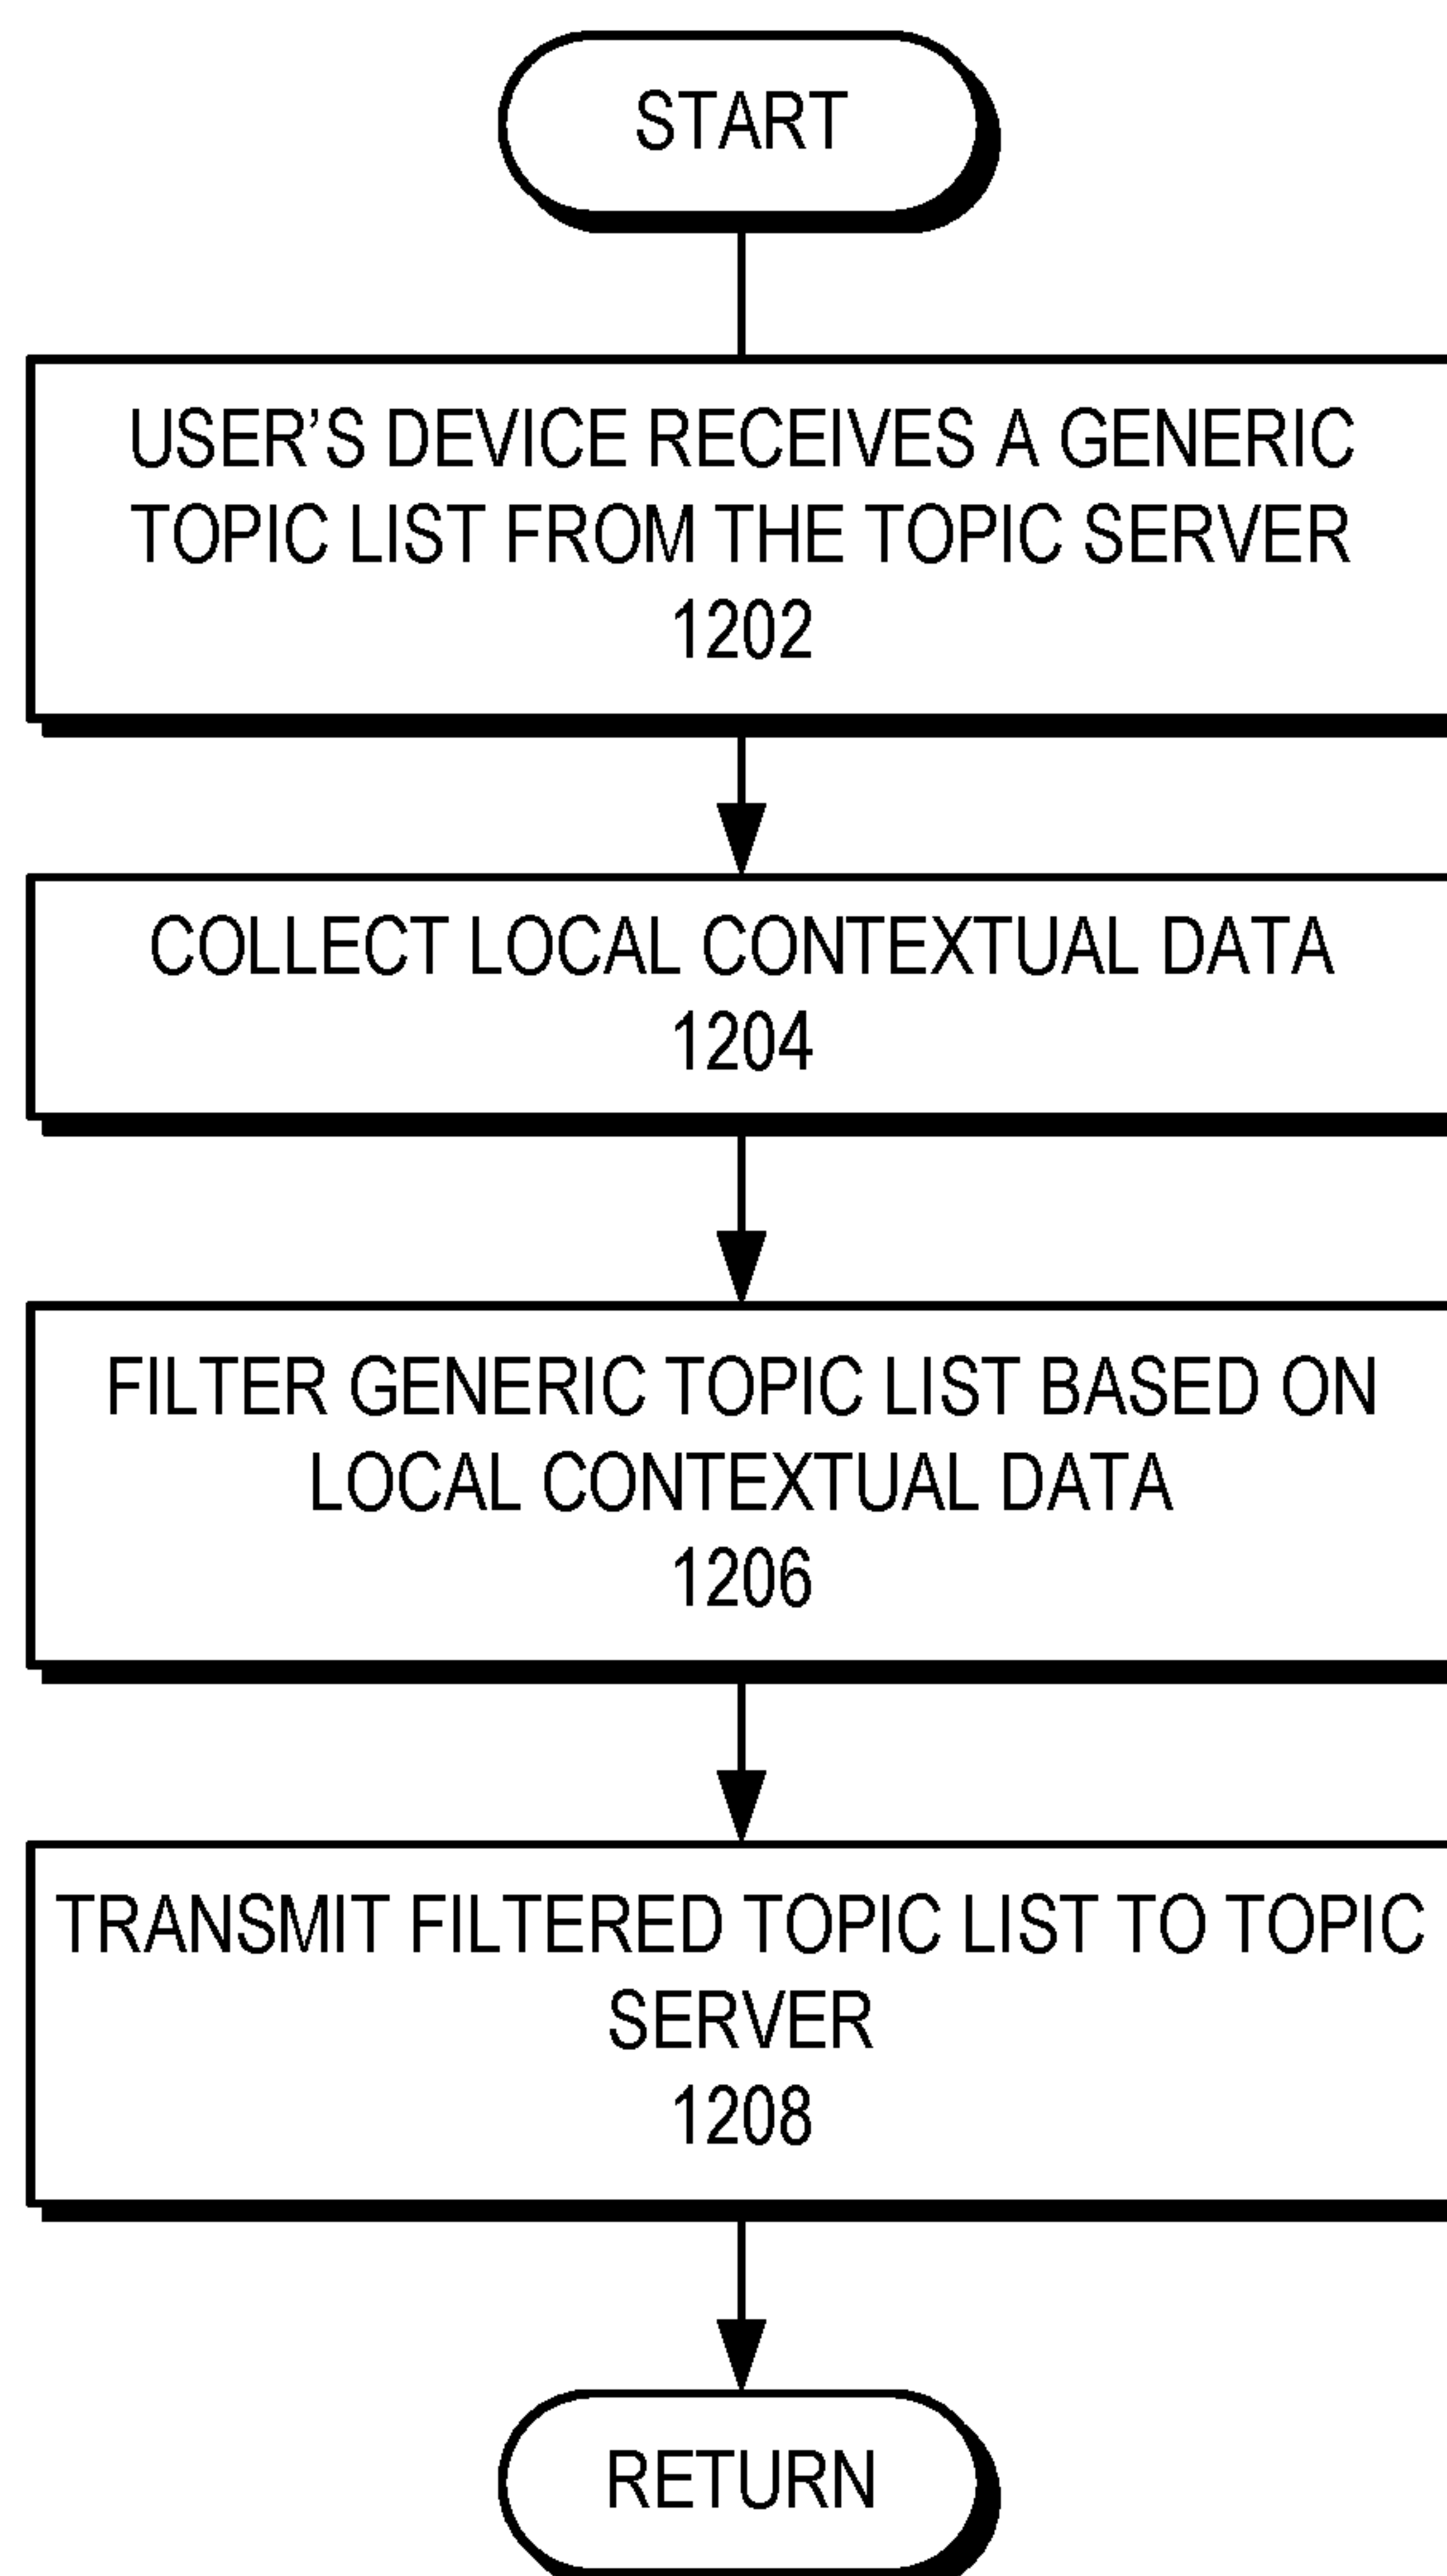 START
USER’S DEVICE RECEIVES A GENERIC
TOPIC LIST FROM THE TOPIC SERVER
1202
COLLECT LOCAL CONTEXTUAL DATA
1204
FILTER GENERIC TOPIC LIST BASED ON
LOCAL CONTEXTUAL DATA
1206
TRANSMIT FILTERED TOPIC LIST TO TOPIC
SERVER
1208
RETURN